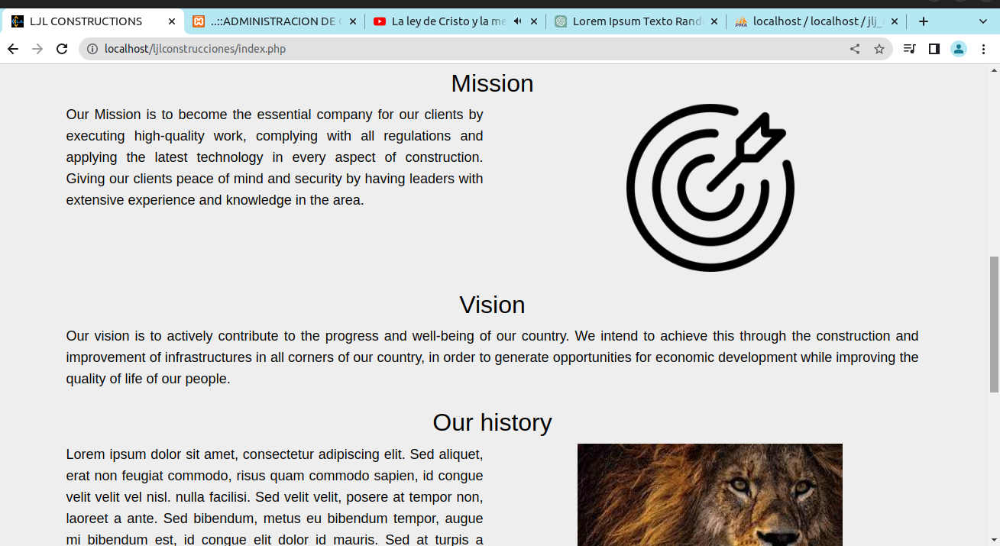 LJL CONSTRUCTIONS
..::ADMINISTRACION DE
La ley de Cristo y la me
Lorem Ipsum Texto Rand
localhost / localhost / jlj_
localhost/ljlconstrucciones/index.php
Mission
Our Mission is to become the essential company for our clients by
executing high-quality work, complying with all regulations and
applying the latest technology in every aspect of construction.
Giving our clients peace of mind and security by having leaders with
extensive experience and knowledge in the area.
Vision
Our vision is to actively contribute to the progress and well-being of our country. We intend to achieve this through the construction and
improvement of infrastructures in all corners of our country, in order to generate opportunities for economic development while improving the
quality of life of our people.
Our history
Lorem ipsum dolor sit amet, consectetur adipiscing elit. Sed aliquet,
erat non feugiat commodo, risus quam commodo sapien, id congue
velit velit vel nisl. nulla facilisi. Sed velit velit, posere at tempor non,
laoreet a ante. Sed bibendum, metus eu bibendum tempor, augue
mi bibendum est, id congue elit dolor id mauris. Sed at turpis a